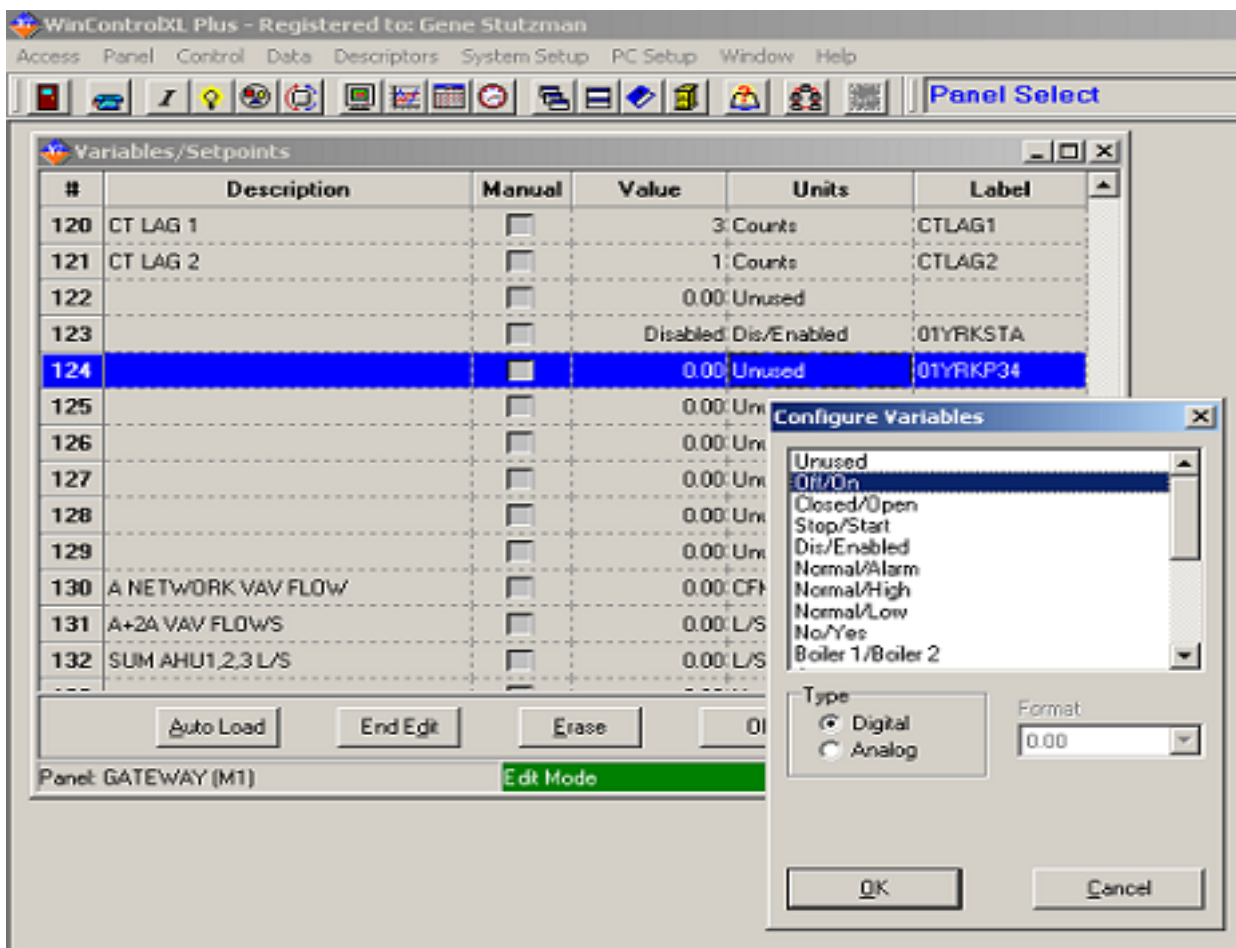 WinControlXL Plus - Registered to: Gene Stutzman
Access Panel Control Data Descriptors System Setup PC Setup Window Help
Panel Select
Variables/Setpoints
# Description Manual Value Units Label
120 CT LAG 1 3 Counts CTLAG1
121 CT LAG 2 1 Counts CTLAG2
122 0.00 Unused
123 Disabled Dis/Enabled 01YRKSTA
124 0.00 Unused 01YRKP34
125 0.00
126 0.00
127 0.00
128 0.00
129 0.00
130 A NETWORK VAV FLOW 0.00
131 A+2A VAV FLOWS 0.00 L/S
132 SUM AHU1,2,3 L/S 0.00 L/S
Auto Load End Edit Erase
Panel: GATEWAY (M1) Edit Mode
Configure Variables
Unused
Off/On
Closed/Open
Stop/Start
Dis/Enabled
Normal/Alarm
Normal/High
Normal/Low
No/Yes
Boiler 1/Boiler 2
Type
Digital
Analog
Format
0.00
OK Cancel